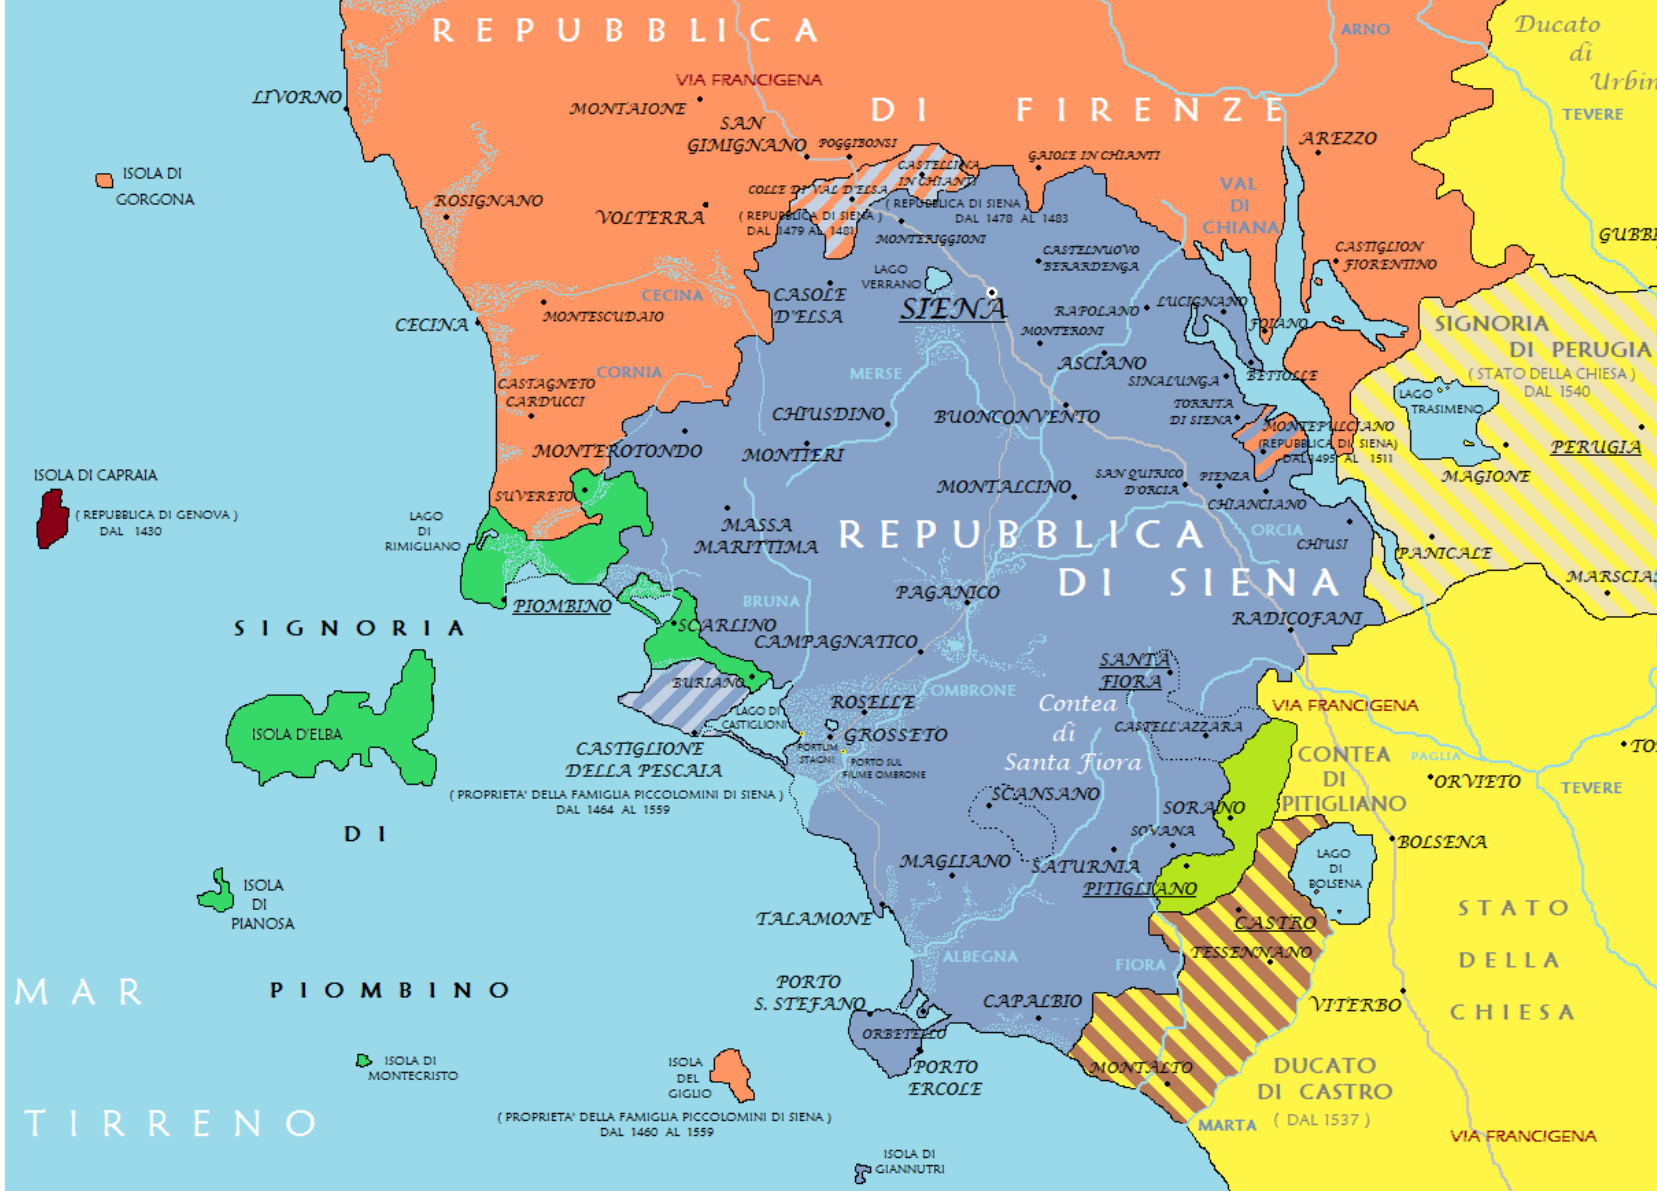 REPUBBLICA
ARNO
Ducato
di
VIA FRANCIGENA
LIVORNO
MONTAIONE
DI FIRENZE
TEVERE
SAN
GIMIGNANO
POGGIBONSI
AREZZO
CASTELLINA
IN CHIANTI
GAIOLE IN CHIANTI
ISOLA DI
GORGONA
ROSIGNANO
VOLTERRA
COLLE DI VAL D'ELSA
( REPUBBLICA DI SIENA )
DAL 1479 AL 1481
( REPUBBLICA DI SIENA
DAL 1478 AL 1483
VAL
DI
CHIANA
MONTERIGGIONI
CASTELNUOVO
BERARDENGA
CASTIGLION
FIORENTINO
LAGO
VERRANO
CECINA
CASOLE
D'ELSA
SIENA
RAPOLANO
LUCIGNANO
FOIANO
MONTESCUDAIO
CECINA
MONTERONI
SIGNORIA
DI PERUGIA
( STATO DELLA CHIESA )
DAL 1540
CORNIA
MERSE
ASCIANO
SINALUNGA
BETTOLLE
CASTAGNETO
CARDUCCI
CHIUSDINO
BUONCONVENTO
TORRITA
DI SIENA
LAGO
TRASIMENO
MONTEPULCIANO
(REPUBBLICA DI SIENA)
DAL 1495 AL 1511
MONTEROTONDO
MONTIERI
PERUGIA
MAGIONE
ISOLA DI CAPRAIA
( REPUBBLICA DI GENOVA )
DAL 1430
SUVERETO
MONTALCINO
SAN QUIRICO
D'ORCIA
PIENZA
CHIANCIANO
LAGO
DI
RIMIGLIANO
MASSA
MARITTIMA
REPUBBLICA
DI SIENA
ORCIA
CHIUSI
PANICALE
PIOMBINO
BRUNA
PAGANICO
SIGNORIA
SCARLINO
CAMPAGNATICO
RADICOFANI
SANTA
FIORA
BURIANO
OMBRONE
ISOLA D'ELBA
LAGO DI
CASTIGLIONI
ROSELLE
GROSSETO
Contea
di
Santa Fiora
CASTELL'AZZARA
VIA FRANCIGENA
CASTIGLIONE
DELLA PESCAIA
PORTUM
STAGNI
PORTO SUL
FIUME OMBRONE
CONTEA
DI
PITIGLIANO
PAGLIA
ORVIETO
TEVERE
( PROPRIETA' DELLA FAMIGLIA PICCOLOMINI DI SIENA )
DAL 1464 AL 1559
SCANSANO
SORANO
DI
SOVANA
BOLSENA
LAGO
DI
BOLSENA
MAGLIANO
SATURNIA
PITIGLIANO
ISOLA
DI
PIANOSA
TALAMONE
CASTRO
TESSENNANO
STATO
DELLA
CHIESA
ALBEGNA
FIORA
MAR
TIRRENO
PIOMBINO
PORTO
S. STEFANO
CAPALBIO
VITERBO
ORBETELLO
PORTO
ERCOLE
ISOLA DI
MONTECRISTO
ISOLA
DEL
GIGLIO
( PROPRIETA' DELLA FAMIGLIA PICCOLOMINI DI SIENA )
DAL 1460 AL 1559
MONTALTO
DUCATO
DI CASTRO
( DAL 1537 )
MARTA
VIA FRANCIGENA
ISOLA DI
GIANNUTRI